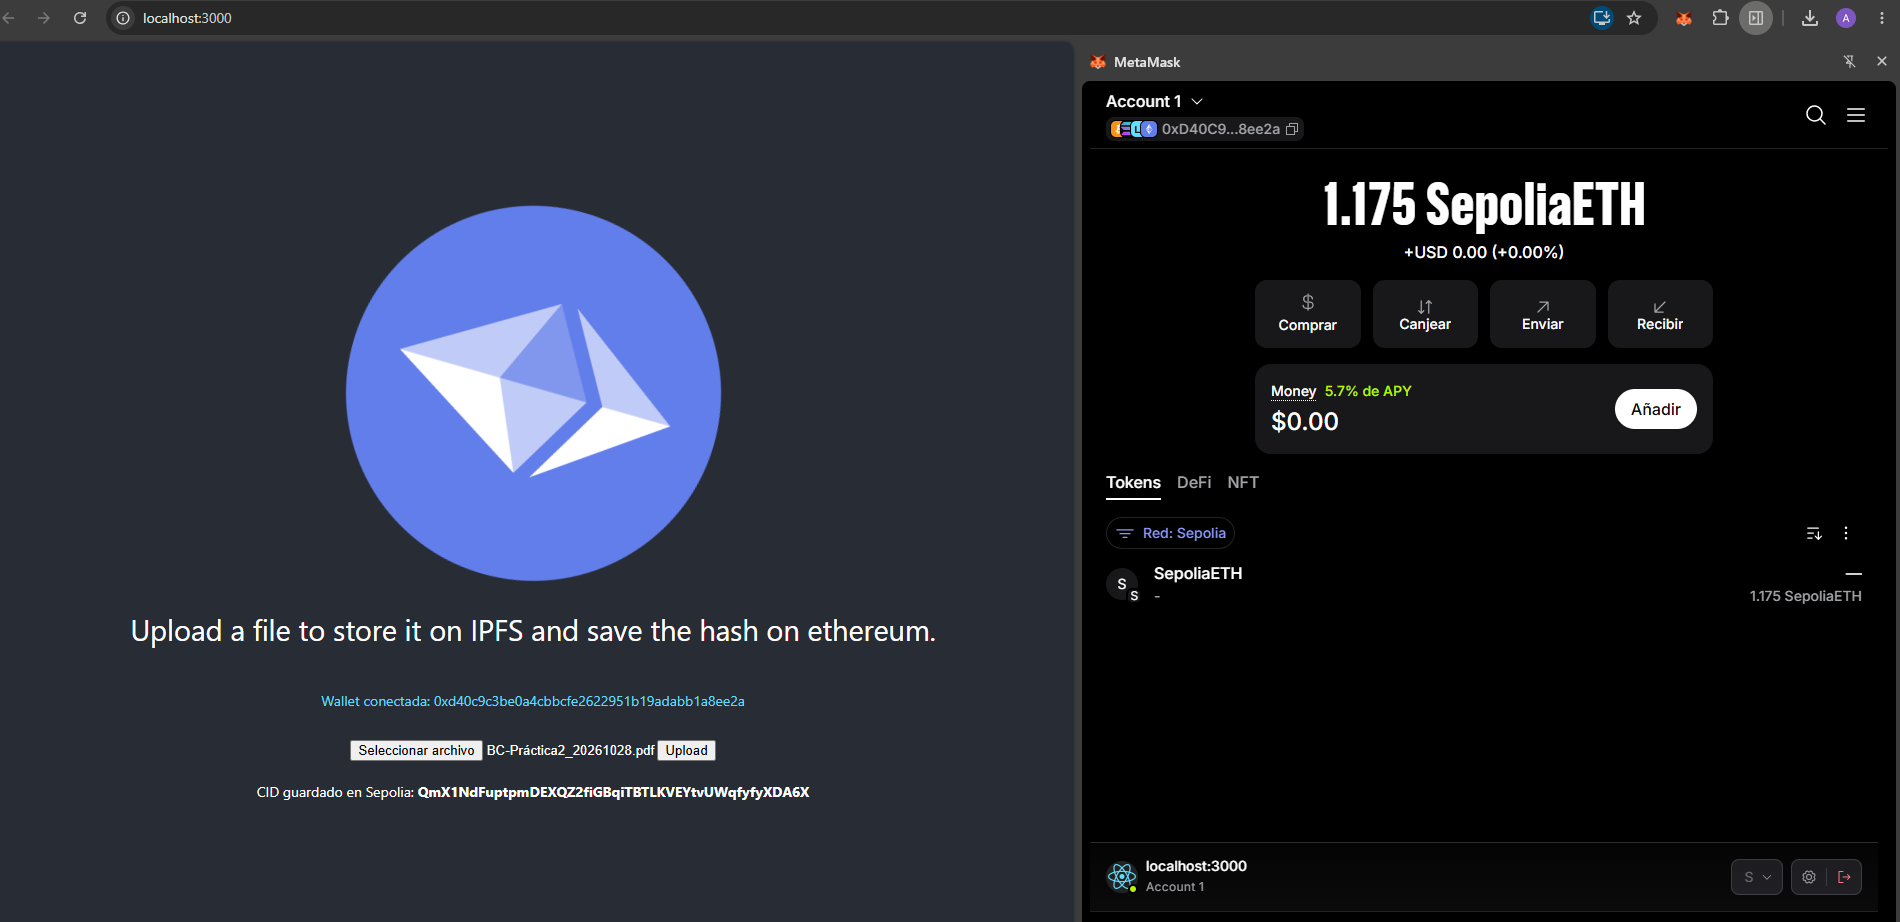 localhost:3000
A
Upload a file to store it on IPFS and save the hash on ethereum.
Wallet conectada: 0xd40c9c3be0a4cbbcfe2622951b19adabb1a8ee2a
Seleccionar archivo BC-Práctica2_20261028.pdf Upload
CID guardado en Sepolia: QmX1NdFuptpmDEXQZ2fiGBqiTBTLKVEYtvUWqfyfyXDA6X
MetaMask
Account 1
0xD40C9...8ee2a
1.175 SepoliaETH
+USD 0.00 (+0.00%)
$
Comprar Canjear Enviar Recibir
Money 5.7% de APY
$0.00
Añadir
Tokens DeFi NFT
Red: Sepolia
S S SepoliaETH —
- 1.175 SepoliaETH
localhost:3000
Account 1
S